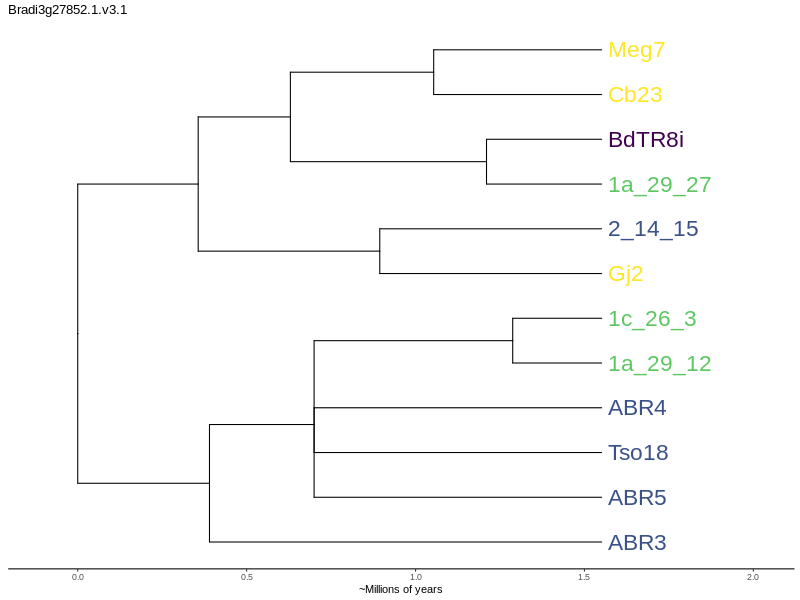 Bradi3g27852.1.v3.1
Meg7
Cb23
BdTR8i
1a_29_27
2_14_15
Gj2
1c_26_3
1a_29_12
ABR4
Tso18
ABR5
ABR3
0.0 0.5 1.0 1.5 2.0
~Millions of years